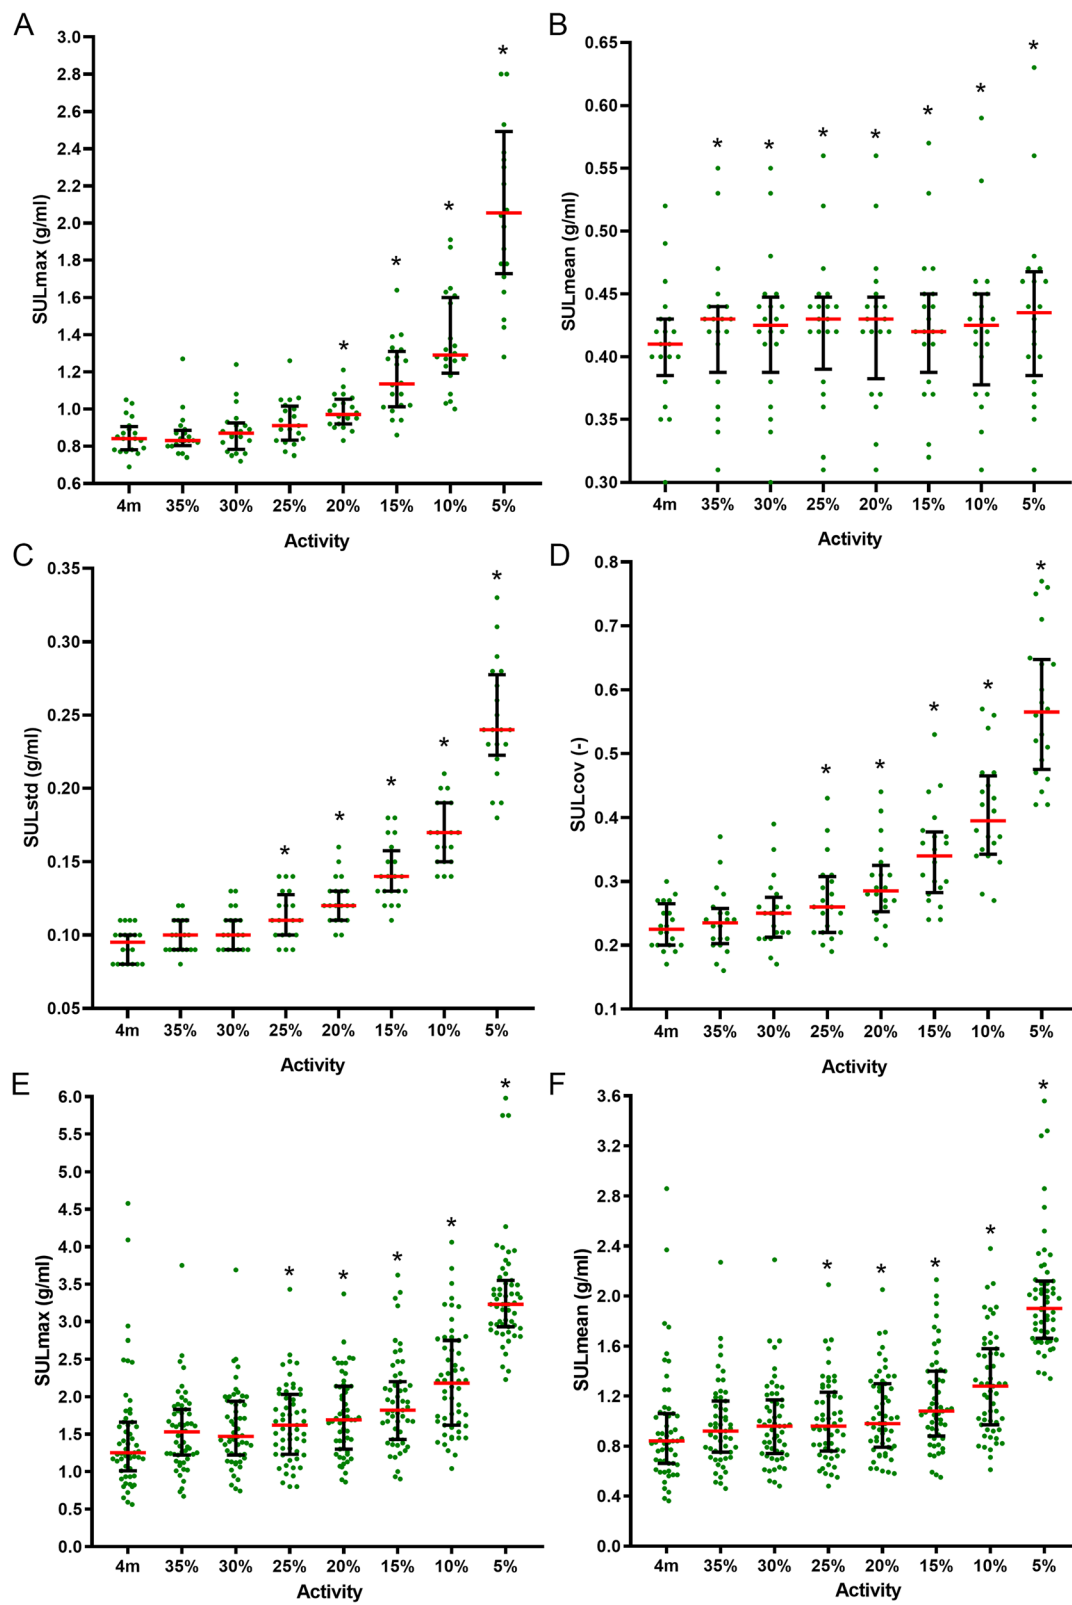 A
SULmax (g/ml)
3.0
2.8
2.6
2.4
2.2
2.0
1.8
1.6
1.4
1.2
1.0
0.8
0.6
* * * *
4m 35% 30% 25% 20% 15% 10% 5%
Activity
B
SULmean (g/ml)
0.65
0.60
0.55
0.50
0.45
0.40
0.35
0.30
* * * * * * *
4m 35% 30% 25% 20% 15% 10% 5%
Activity
C
SULstd (g/ml)
0.35
0.30
0.25
0.20
0.15
0.10
0.05
* * * * *
4m 35% 30% 25% 20% 15% 10% 5%
Activity
D
SULcov (-)
0.8
0.7
0.6
0.5
0.4
0.3
0.2
0.1
* * * * *
4m 35% 30% 25% 20% 15% 10% 5%
Activity
E
SULmax (g/ml)
6.0
5.5
5.0
4.5
4.0
3.5
3.0
2.5
2.0
1.5
1.0
0.5
0.0
* * * * *
4m 35% 30% 25% 20% 15% 10% 5%
Activity
F
SULmean (g/ml)
3.6
3.2
2.8
2.4
2.0
1.6
1.2
0.8
0.4
0.0
* * * * *
4m 35% 30% 25% 20% 15% 10% 5%
Activity